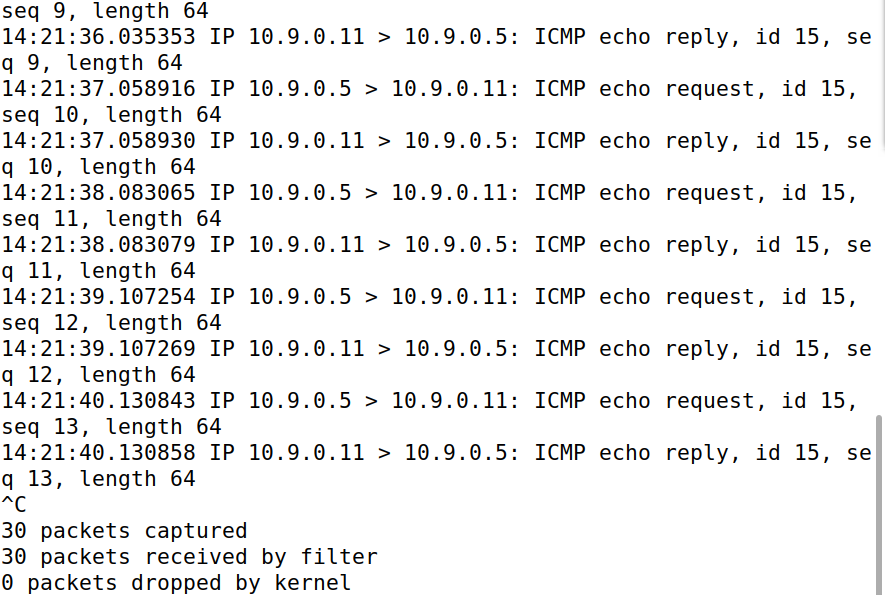 seq 9, length 64
14:21:36.035353 IP 10.9.0.11 > 10.9.0.5: ICMP echo reply, id 15, se
q 9, length 64
14:21:37.058916 IP 10.9.0.5 > 10.9.0.11: ICMP echo request, id 15,
seq 10, length 64
14:21:37.058930 IP 10.9.0.11 > 10.9.0.5: ICMP echo reply, id 15, se
q 10, length 64
14:21:38.083065 IP 10.9.0.5 > 10.9.0.11: ICMP echo request, id 15,
seq 11, length 64
14:21:38.083079 IP 10.9.0.11 > 10.9.0.5: ICMP echo reply, id 15, se
q 11, length 64
14:21:39.107254 IP 10.9.0.5 > 10.9.0.11: ICMP echo request, id 15,
seq 12, length 64
14:21:39.107269 IP 10.9.0.11 > 10.9.0.5: ICMP echo reply, id 15, se
q 12, length 64
14:21:40.130843 IP 10.9.0.5 > 10.9.0.11: ICMP echo request, id 15,
seq 13, length 64
14:21:40.130858 IP 10.9.0.11 > 10.9.0.5: ICMP echo reply, id 15, se
q 13, length 64
^C
30 packets captured
30 packets received by filter
0 packets dropped by kernel